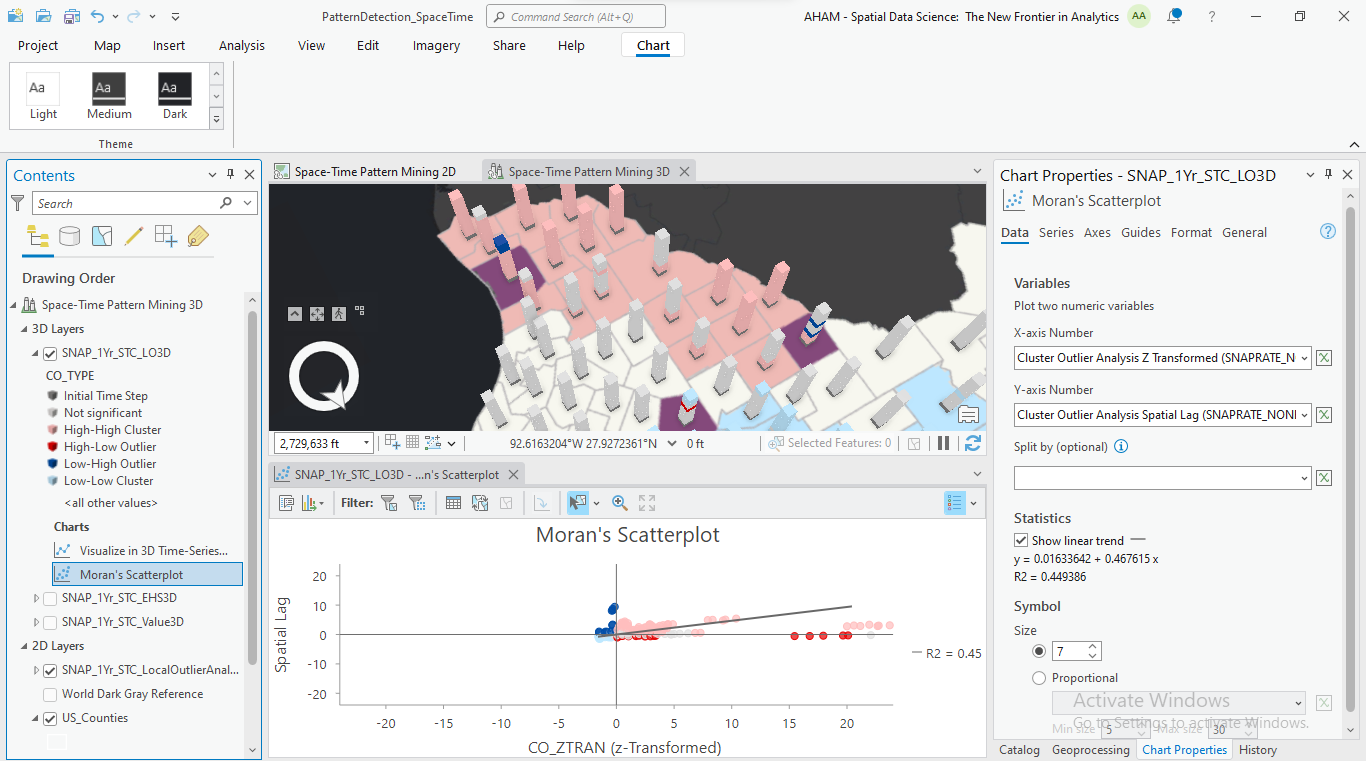 PatternDetection_SpaceTime
Command Search (Alt+Q)
AHAM - Spatial Data Science: The New Frontier in Analytics
AA
?
Project Map Insert Analysis View Edit Imagery Share Help Chart
Aa Aa Aa
Light Medium Dark
Theme
Contents
Search
Drawing Order
Space-Time Pattern Mining 3D
3D Layers
SNAP_1Yr_STC_LO3D
CO_TYPE
Initial Time Step
Not significant
High-High Cluster
High-Low Outlier
Low-High Outlier
Low-Low Cluster
<all other values>
Charts
Visualize in 3D Time-Series...
Moran's Scatterplot
SNAP_1Yr_STC_EHS3D
SNAP_1Yr_STC_Value3D
2D Layers
SNAP_1Yr_STC_LocalOutlierAnal...
World Dark Gray Reference
US_Counties
Space-Time Pattern Mining 2D
Space-Time Pattern Mining 3D
2,729,633 ft
92.6163204°W 27.9272361°N
0 ft
Selected Features: 0
SNAP_1Yr_STC_LO3D - ...n's Scatterplot
Filter:
Moran's Scatterplot
Spatial Lag
20
10
0
-10
-20
-20 -15 -10 -5 0 5 10 15 20
CO_ZTRAN (z-Transformed)
R2 = 0.45
Chart Properties - SNAP_1Yr_STC_LO3D
Moran's Scatterplot
Data Series Axes Guides Format General
?
Variables
Plot two numeric variables
X-axis Number
Cluster Outlier Analysis Z Transformed (SNAPRATE_N
Y-axis Number
Cluster Outlier Analysis Spatial Lag (SNAPRATE_NONI
Split by (optional)
Statistics
Show linear trend
y = 0.01633642 + 0.467615 x
R2 = 0.449386
Symbol
Size
7
Proportional
Activate Windows
Go to Settings to activate Windows.
Min size 5 Max size 30
Catalog Geoprocessing Chart Properties History